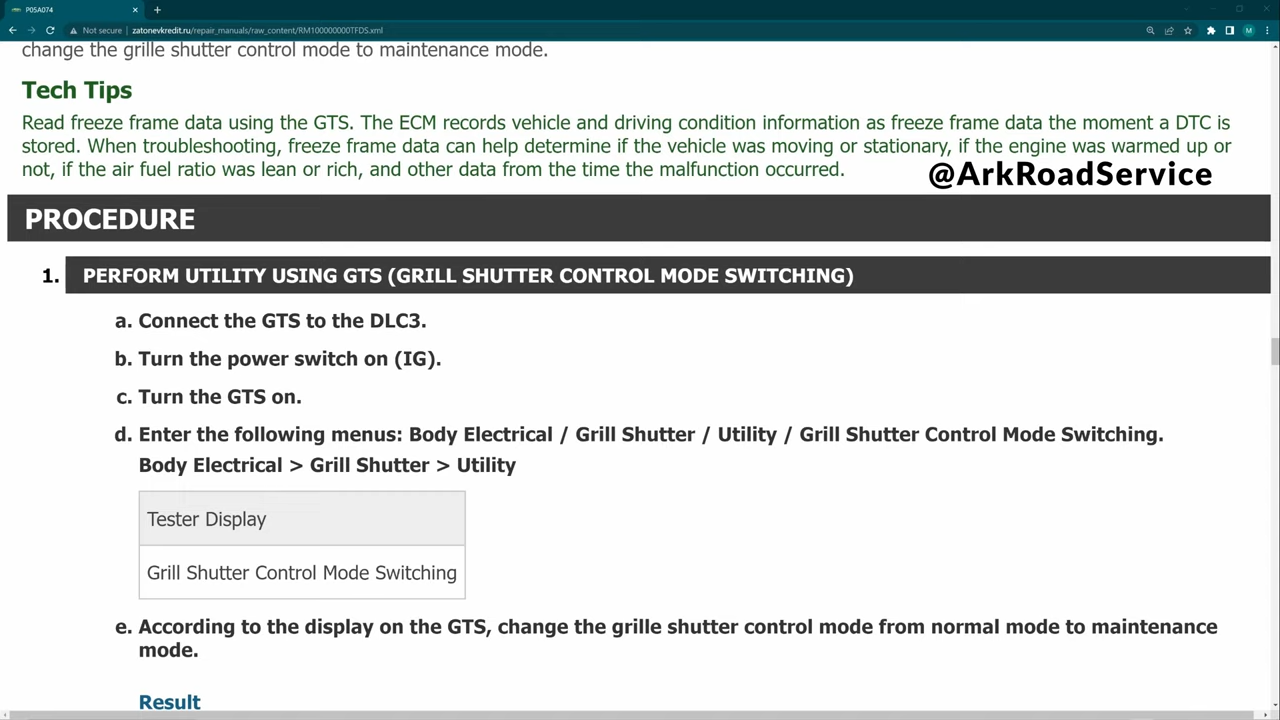 P05A074
Not secure | zatonevkredit.ru/repair_manuals/raw_content/RM100000000TFDS.xml
M
change the grille shutter control mode to maintenance mode.
Tech Tips
Read freeze frame data using the GTS. The ECM records vehicle and driving condition information as freeze frame data the moment a DTC is
stored. When troubleshooting, freeze frame data can help determine if the vehicle was moving or stationary, if the engine was warmed up or
not, if the air fuel ratio was lean or rich, and other data from the time the malfunction occurred.
@ArkRoadService
PROCEDURE
1. PERFORM UTILITY USING GTS (GRILL SHUTTER CONTROL MODE SWITCHING)
a. Connect the GTS to the DLC3.
b. Turn the power switch on (IG).
c. Turn the GTS on.
d. Enter the following menus: Body Electrical / Grill Shutter / Utility / Grill Shutter Control Mode Switching.
Body Electrical > Grill Shutter > Utility
Tester Display
Grill Shutter Control Mode Switching
e. According to the display on the GTS, change the grille shutter control mode from normal mode to maintenance
mode.
Result